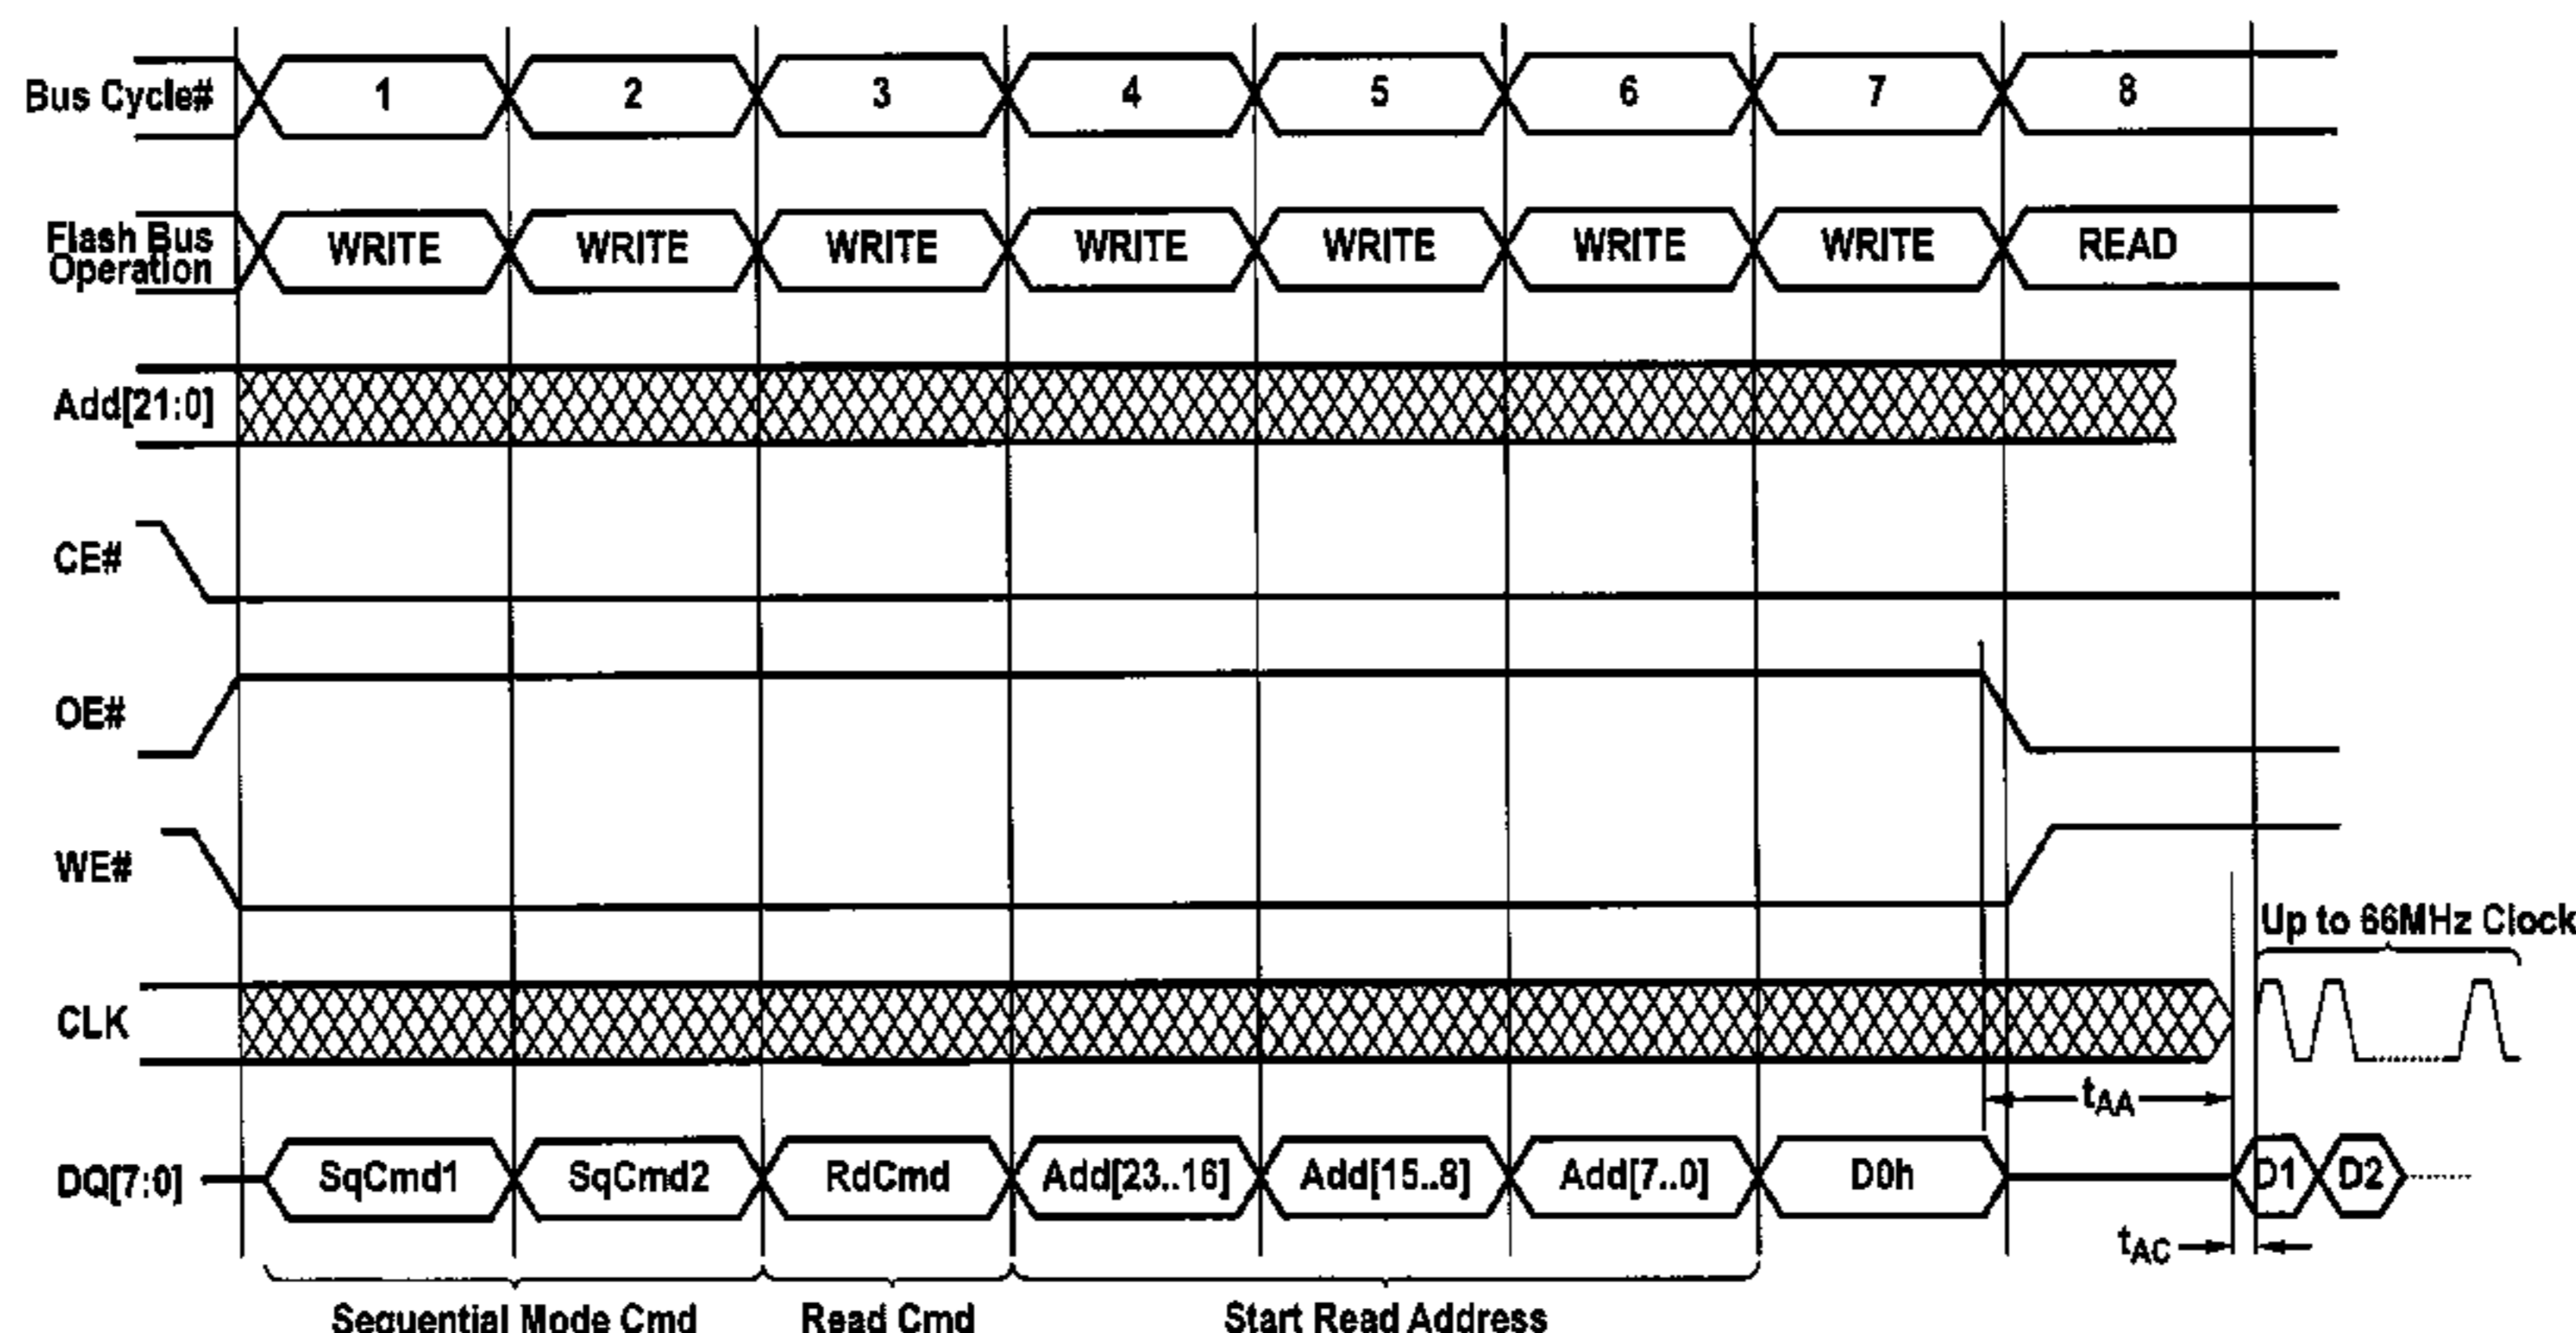 Bus Cycle# 1 2 3 4 5 6 7 8
Flash Bus
Operation
WRITE WRITE WRITE WRITE WRITE WRITE WRITE READ
Add[21:0]
CE#
OE#
WE#
Up to 66MHz Clock
CLK
tAA
DQ[7:0] SqCmd1 SqCmd2 RdCmd Add[23..16] Add[15..8] Add[7..0] D0h D1 D2
tAC
Sequential Mode Cmd Read Cmd Start Read Address